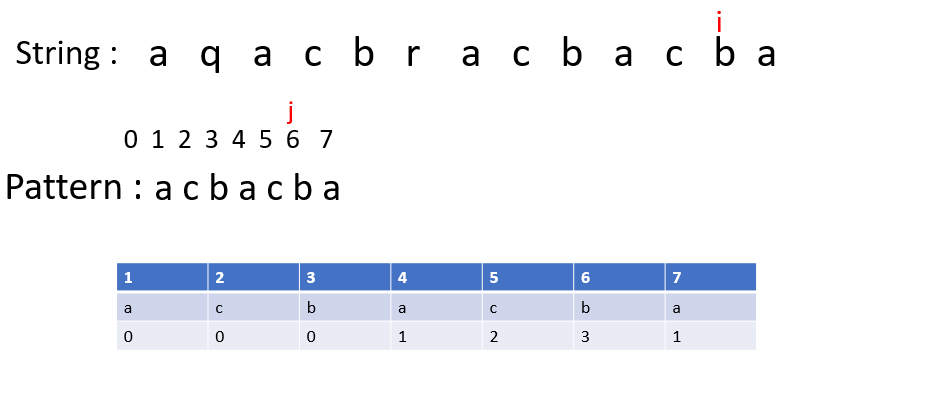 i
String : a q a c b r a c b a c b a
j
0 1 2 3 4 5 6 7
Pattern : a c b a c b a
1 2 3 4 5 6 7
a c b a c b a
0 0 0 1 2 3 1